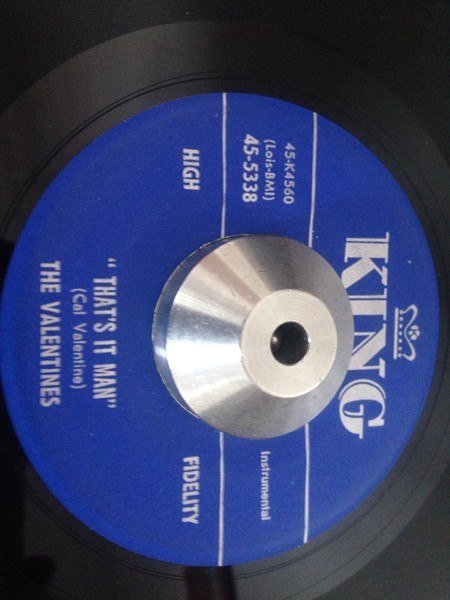 KING
45-K4560
(Lois-BMI)
45-5338
Instrumental
HIGH FIDELITY
"THAT'S IT MAN"
(Cal Valentine)
THE VALENTINES